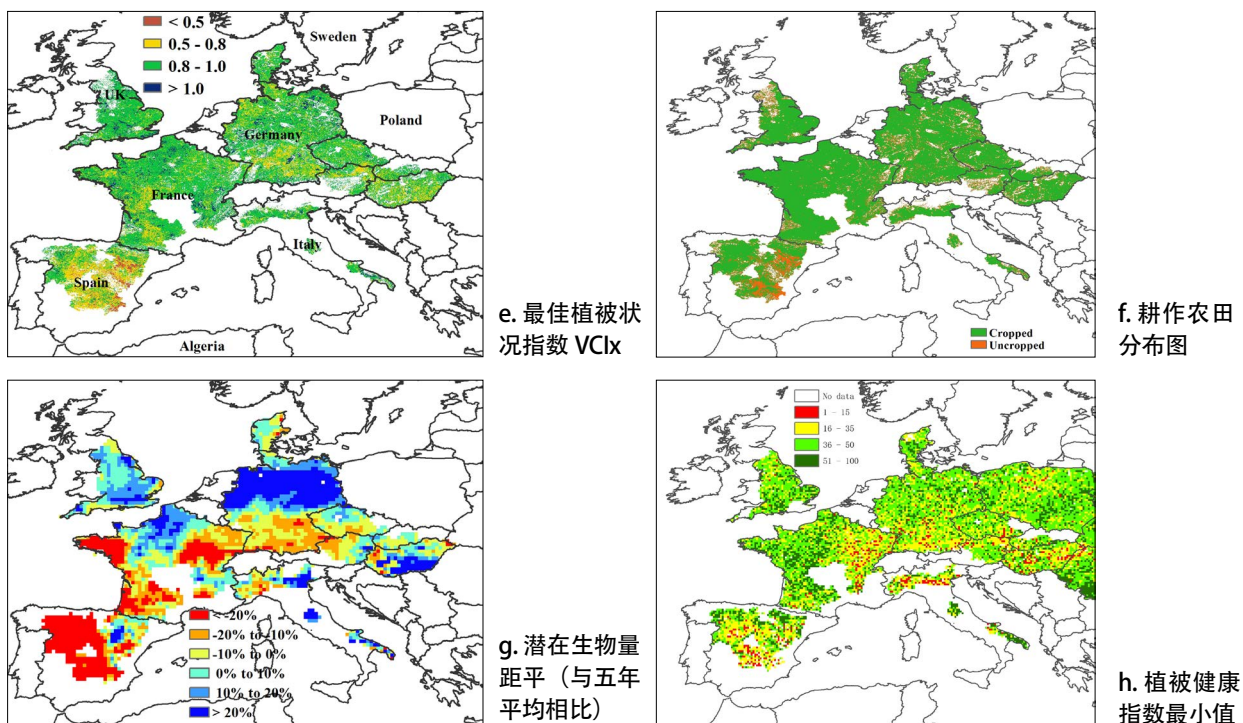 < 0.5
0.5 - 0.8
0.8 - 1.0
> 1.0
Sweden
UK
Poland
Germany
France
Italy
Spain
Algeria
e. 最佳植被状
况指数 VCIx
Cropped
Uncropped
f. 耕作农田
分布图
< -20%
-20% to -10%
-10% to 0%
0% to 10%
10% to 20%
> 20%
g. 潜在生物量
距平（与五年
平均相比）
No data
1 - 15
16 - 35
36 - 50
51 - 100
h. 植被健康
指数最小值